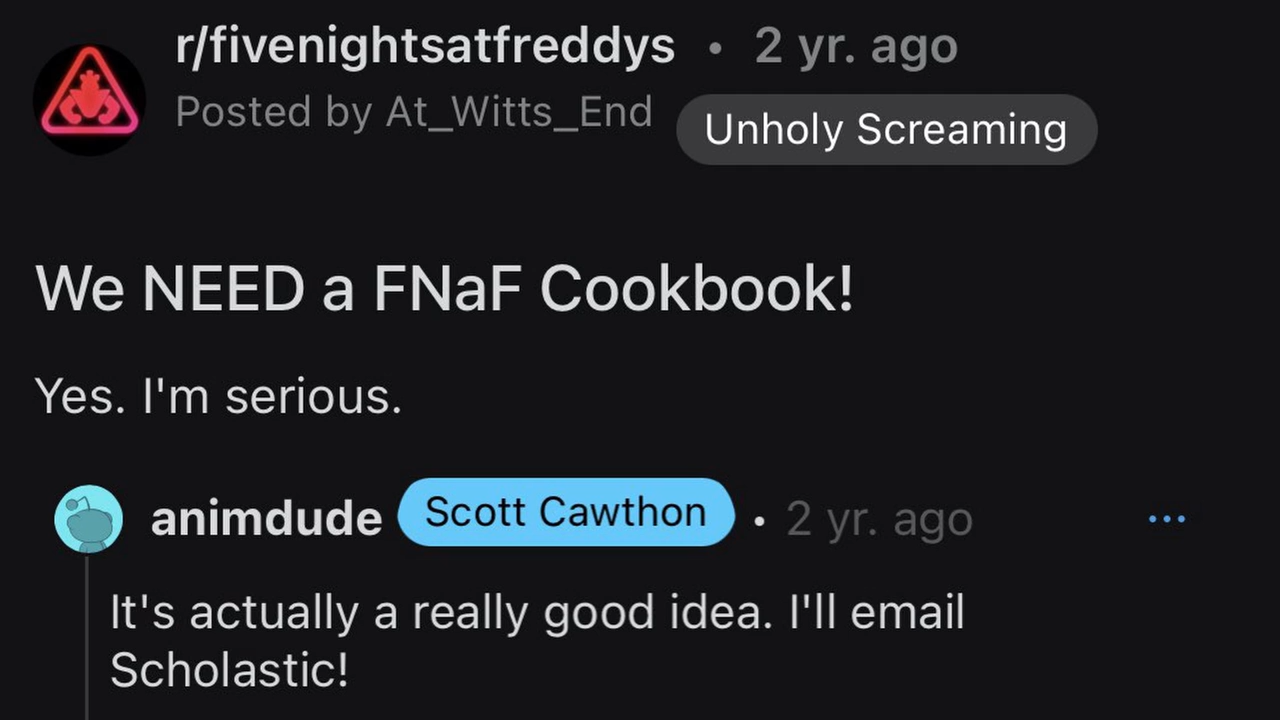 r/fivenightsatfreddys • 2 yr. ago
Posted by At_Witts_End Unholy Screaming
We NEED a FNaF Cookbook!
Yes. I'm serious.
animdude Scott Cawthon • 2 yr. ago ...
It's actually a really good idea. I'll email
Scholastic!